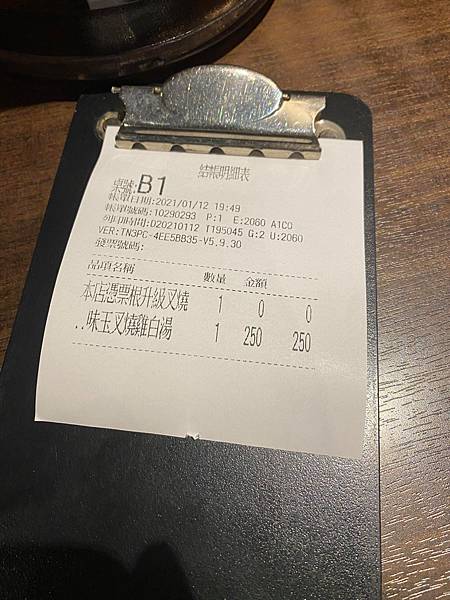 結帳明細表
桌號:B1
帳單日期:2021/01/12 19:49
帳單號碼:10290293 P:1 E:2060 A1CO
列印時間:D20210112 T195045 G:2 U:2060
VER:TN3PC-4EE5BB35-V5.9.30
發票號碼:
品項名稱 數量 金額
本店憑票根升級叉燒 1 0 0
..味玉叉燒雞白湯 1 250 250